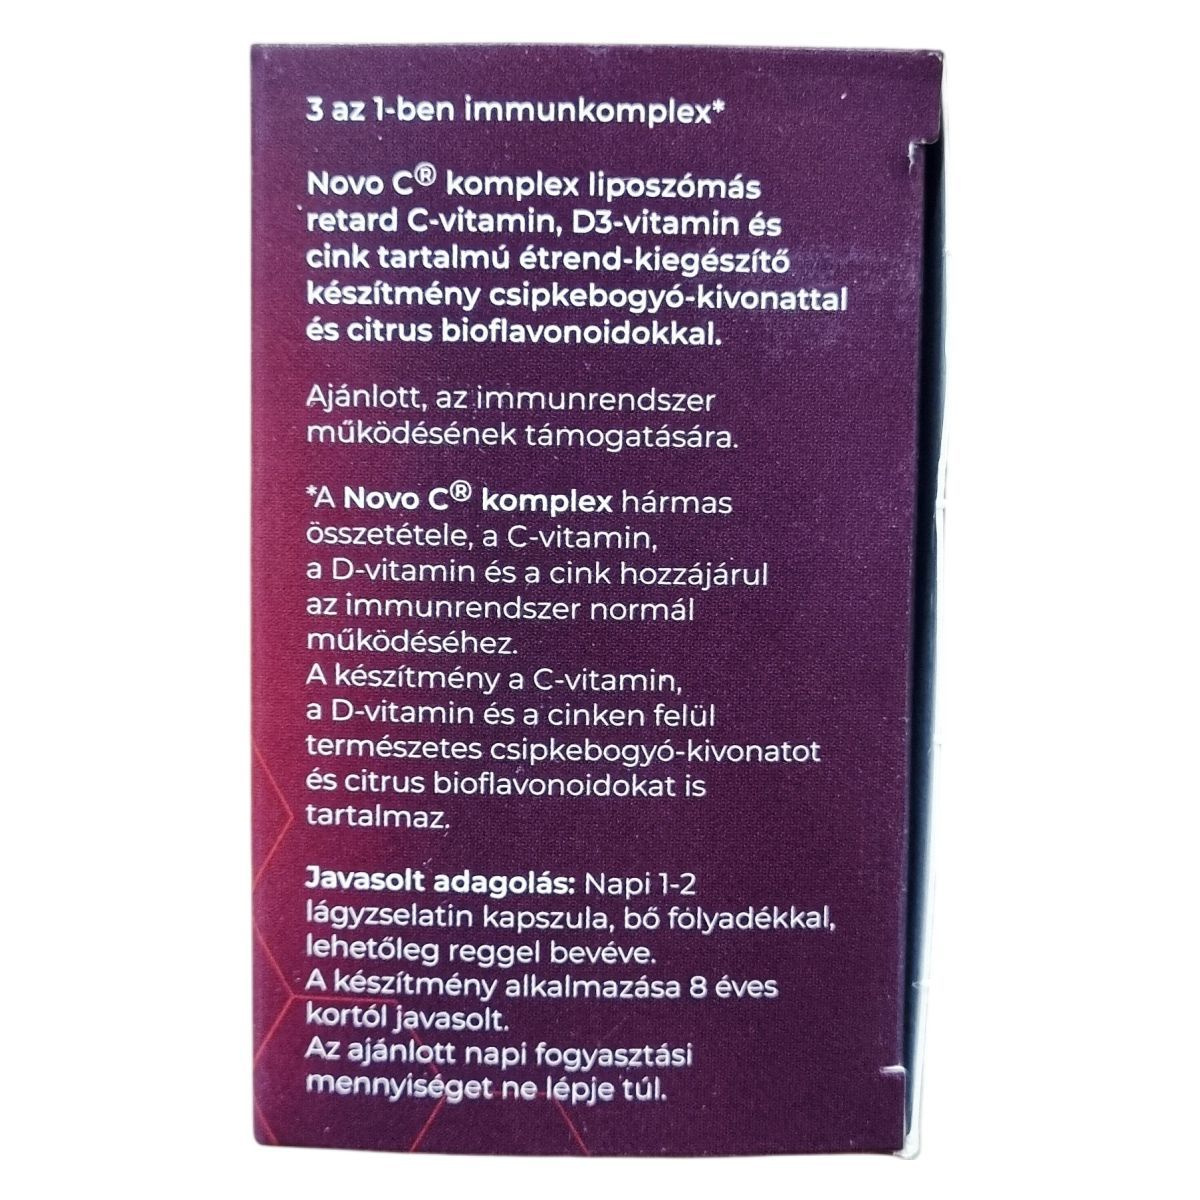 3 az 1-ben immunkomplex*
Novo C® komplex liposzómás
retard C-vitamin, D3-vitamin és
cink tartalmú étrend-kiegészítő
készítmény csipkebogyó-kivonattal
és citrus bioflavonoidokkal.
Ajánlott, az immunrendszer
működésének támogatására.
*A Novo C® komplex hármas
összetétele, a C-vitamin,
a D-vitamin és a cink hozzájárul
az immunrendszer normál
működéséhez.
A készítmény a C-vitamin,
a D-vitamin és a cinken felül
természetes csipkebogyó-kivonatot
és citrus bioflavonoidokat is
tartalmaz.
Javasolt adagolás: Napi 1-2
lágyzselatin kapszula, bő folyadékkal,
lehetőleg reggel bevéve.
A készítmény alkalmazása 8 éves
kortól javasolt.
Az ajánlott napi fogyasztási
mennyiséget ne lépje túl.